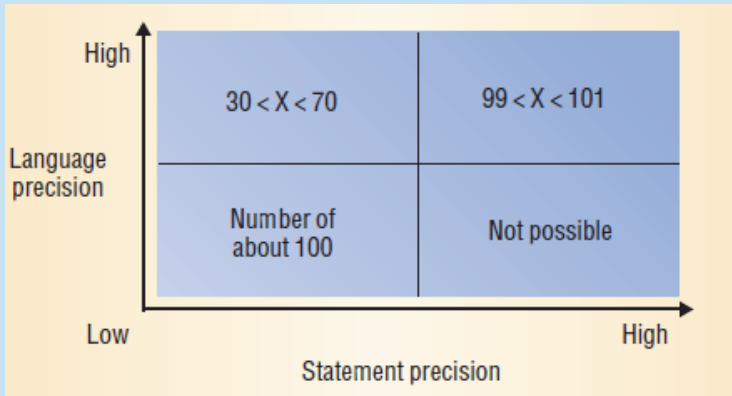 High
30 < X < 70
99 < X < 101
Language
precision
Number of
about 100
Not possible
Low
High
Statement precision